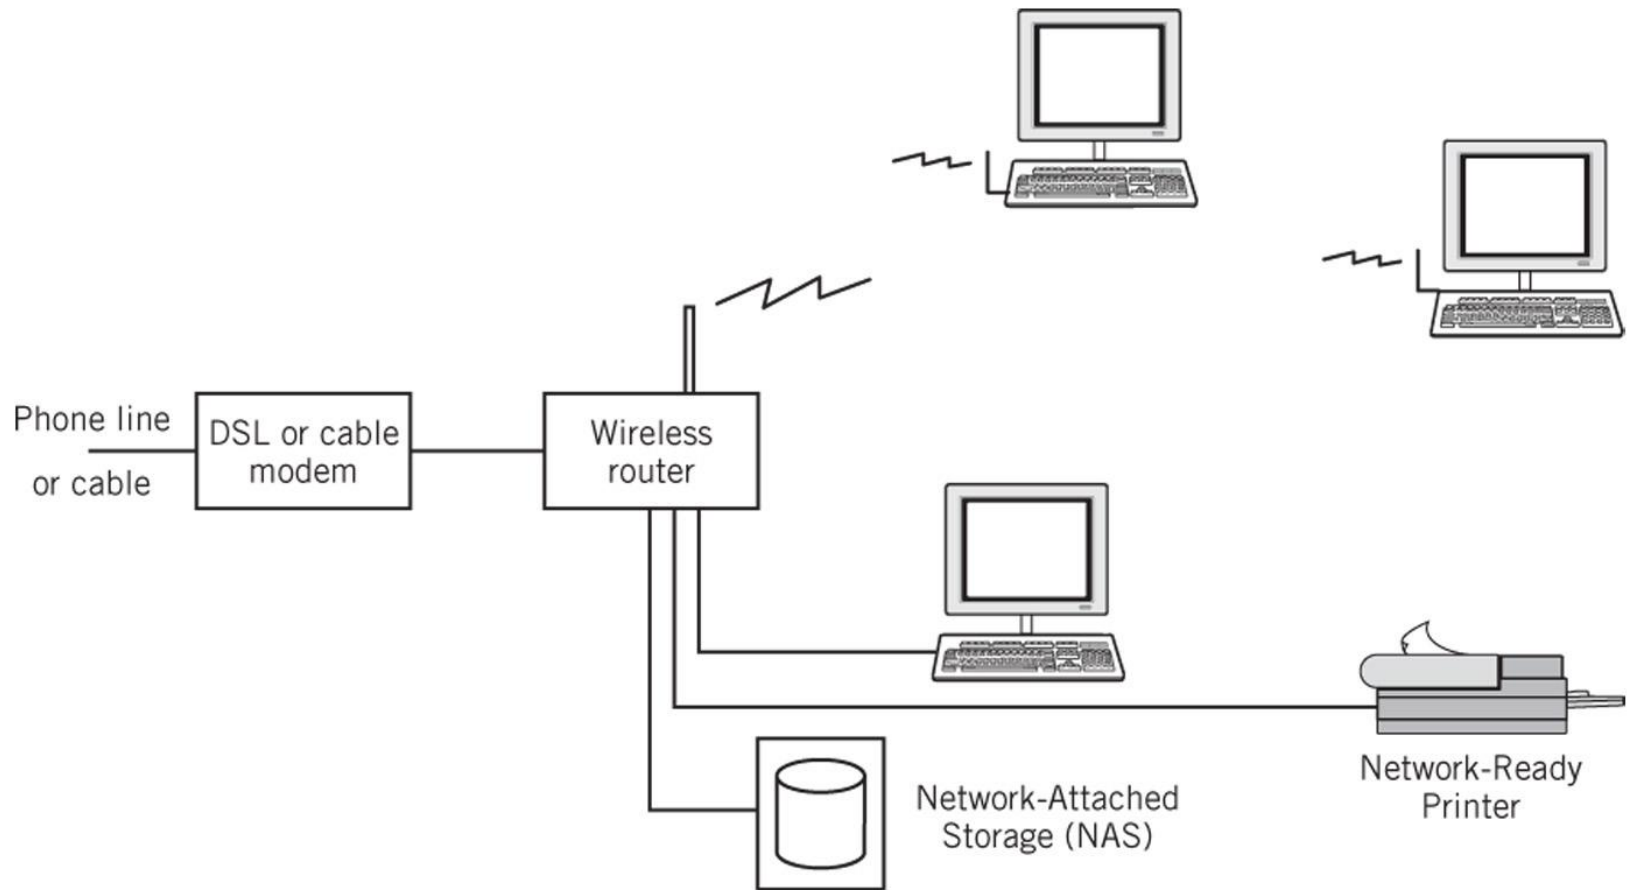 Phone line
or cable
DSL or cable
modem
Wireless
router
Network-Attached
Storage (NAS)
Network-Ready
Printer